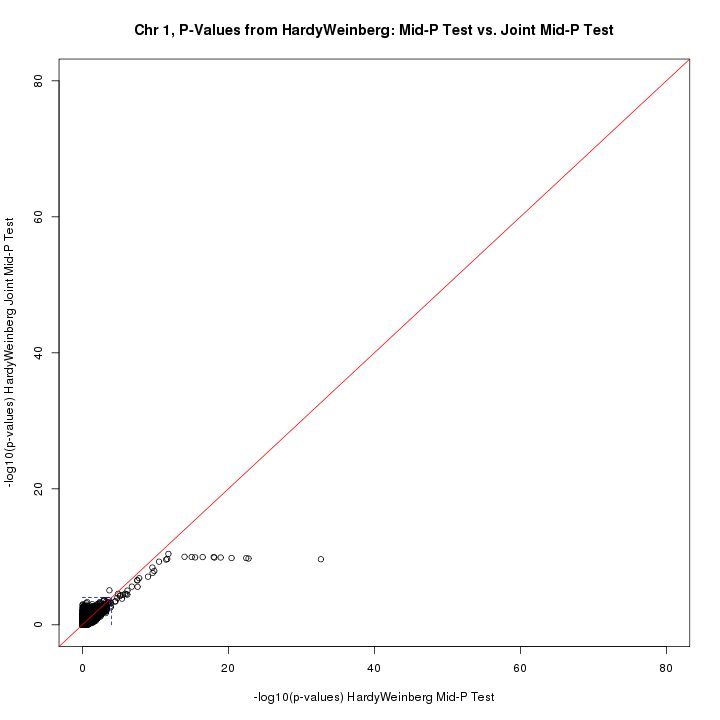 Chr 1, P-Values from HardyWeinberg: Mid-P Test vs. Joint Mid-P Test
-log10(p-values) HardyWeinberg Joint Mid-P Test
80
60
40
20
0
0 20 40 60 80
-log10(p-values) HardyWeinberg Mid-P Test